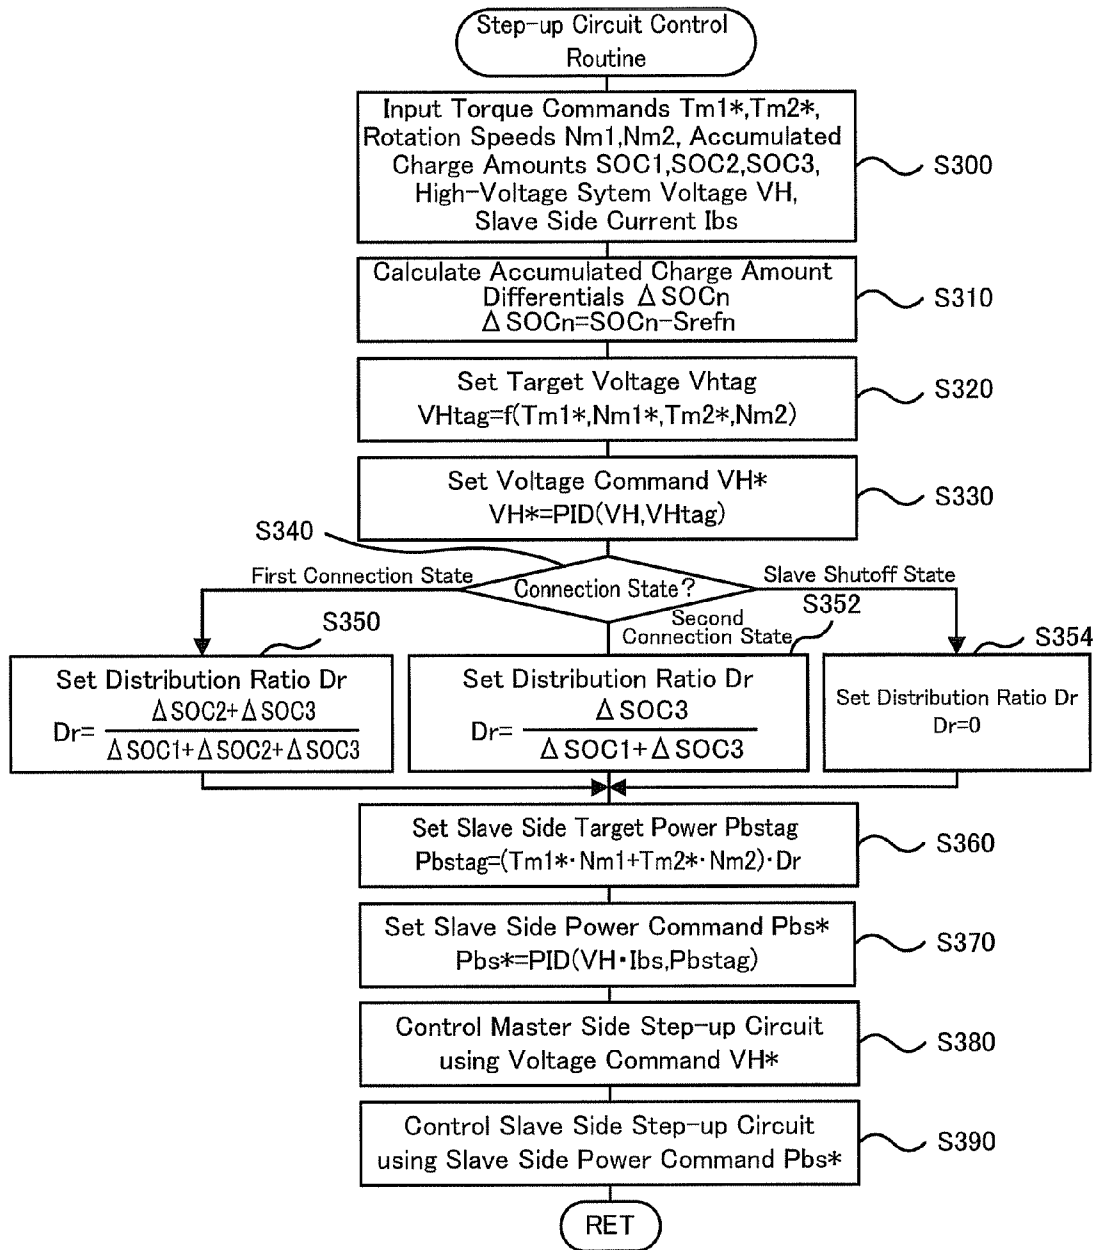 Step-up Circuit Control
Routine
Input Torque Commands Tm1*,Tm2*,
Rotation Speeds Nm1,Nm2, Accumulated
Charge Amounts SOC1,SOC2,SOC3,
High-Voltage Sytem Voltage VH,
Slave Side Current Ibs
S300
Calculate Accumulated Charge Amount
Differentials ΔSOCn
ΔSOCn=SOCn-Srefn
S310
Set Target Voltage Vhtag
VHtag=f(Tm1*,Nm1*,Tm2*,Nm2)
S320
Set Voltage Command VH*
VH*=PID(VH,VHtag)
S330
S340
Connection State?
First Connection State
Slave Shutoff State
Second
Connection State
S350
Set Distribution Ratio Dr
Dr= ΔSOC2+ΔSOC3
ΔSOC1+ΔSOC2+ΔSOC3
S352
Set Distribution Ratio Dr
Dr= ΔSOC3
ΔSOC1+ΔSOC3
S354
Set Distribution Ratio Dr
Dr=0
Set Slave Side Target Power Pbstag
Pbstag=(Tm1*·Nm1+Tm2*·Nm2)·Dr
S360
Set Slave Side Power Command Pbs*
Pbs*=PID(VH·Ibs,Pbstag)
S370
Control Master Side Step-up Circuit
using Voltage Command VH*
S380
Control Slave Side Step-up Circuit
using Slave Side Power Command Pbs*
S390
RET